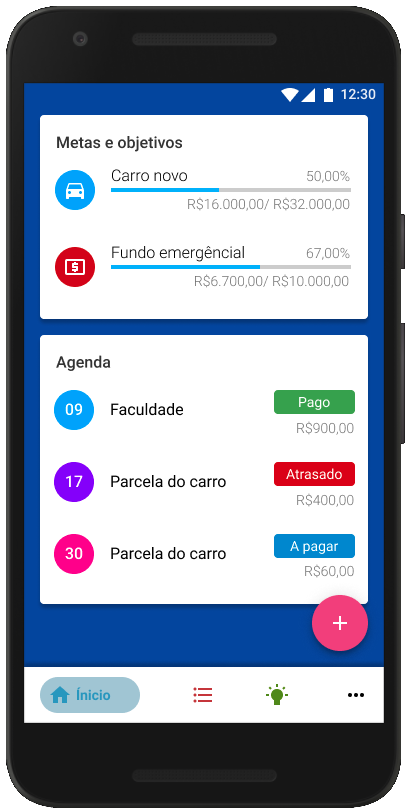 12:30
Metas e objetivos
Carro novo 50,00%
R$16.000,00/ R$32.000,00
Fundo emergêncial 67,00%
R$6.700,00/ R$10.000,00
Agenda
09 Faculdade Pago
R$900,00
17 Parcela do carro Atrasado
R$400,00
30 Parcela do carro A pagar
R$60,00
+
Ínicio